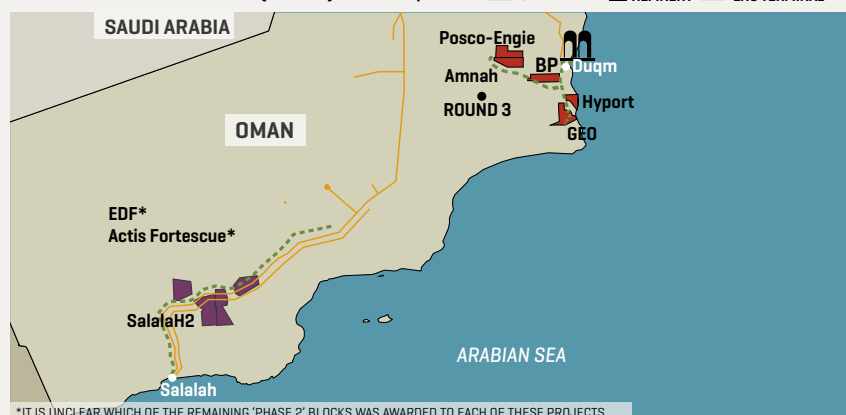 SAUDI ARABIA
Posco-Engie
BP
Duqm
Amnah
Hyport
ROUND 3
GEO
OMAN
EDF*
Actis Fortescue*
SalalaH2
ARABIAN SEA
Salalah
*IT IS UNCLEAR WHICH OF THE REMAINING 'PHASE 2' BLOCKS WAS AWARDED TO EACH OF THESE PROJECTS